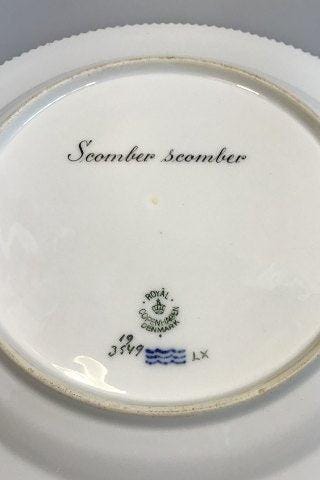 Scomber scomber
ROYAL
COPENHAGEN
DENMARK
19
3549 LX